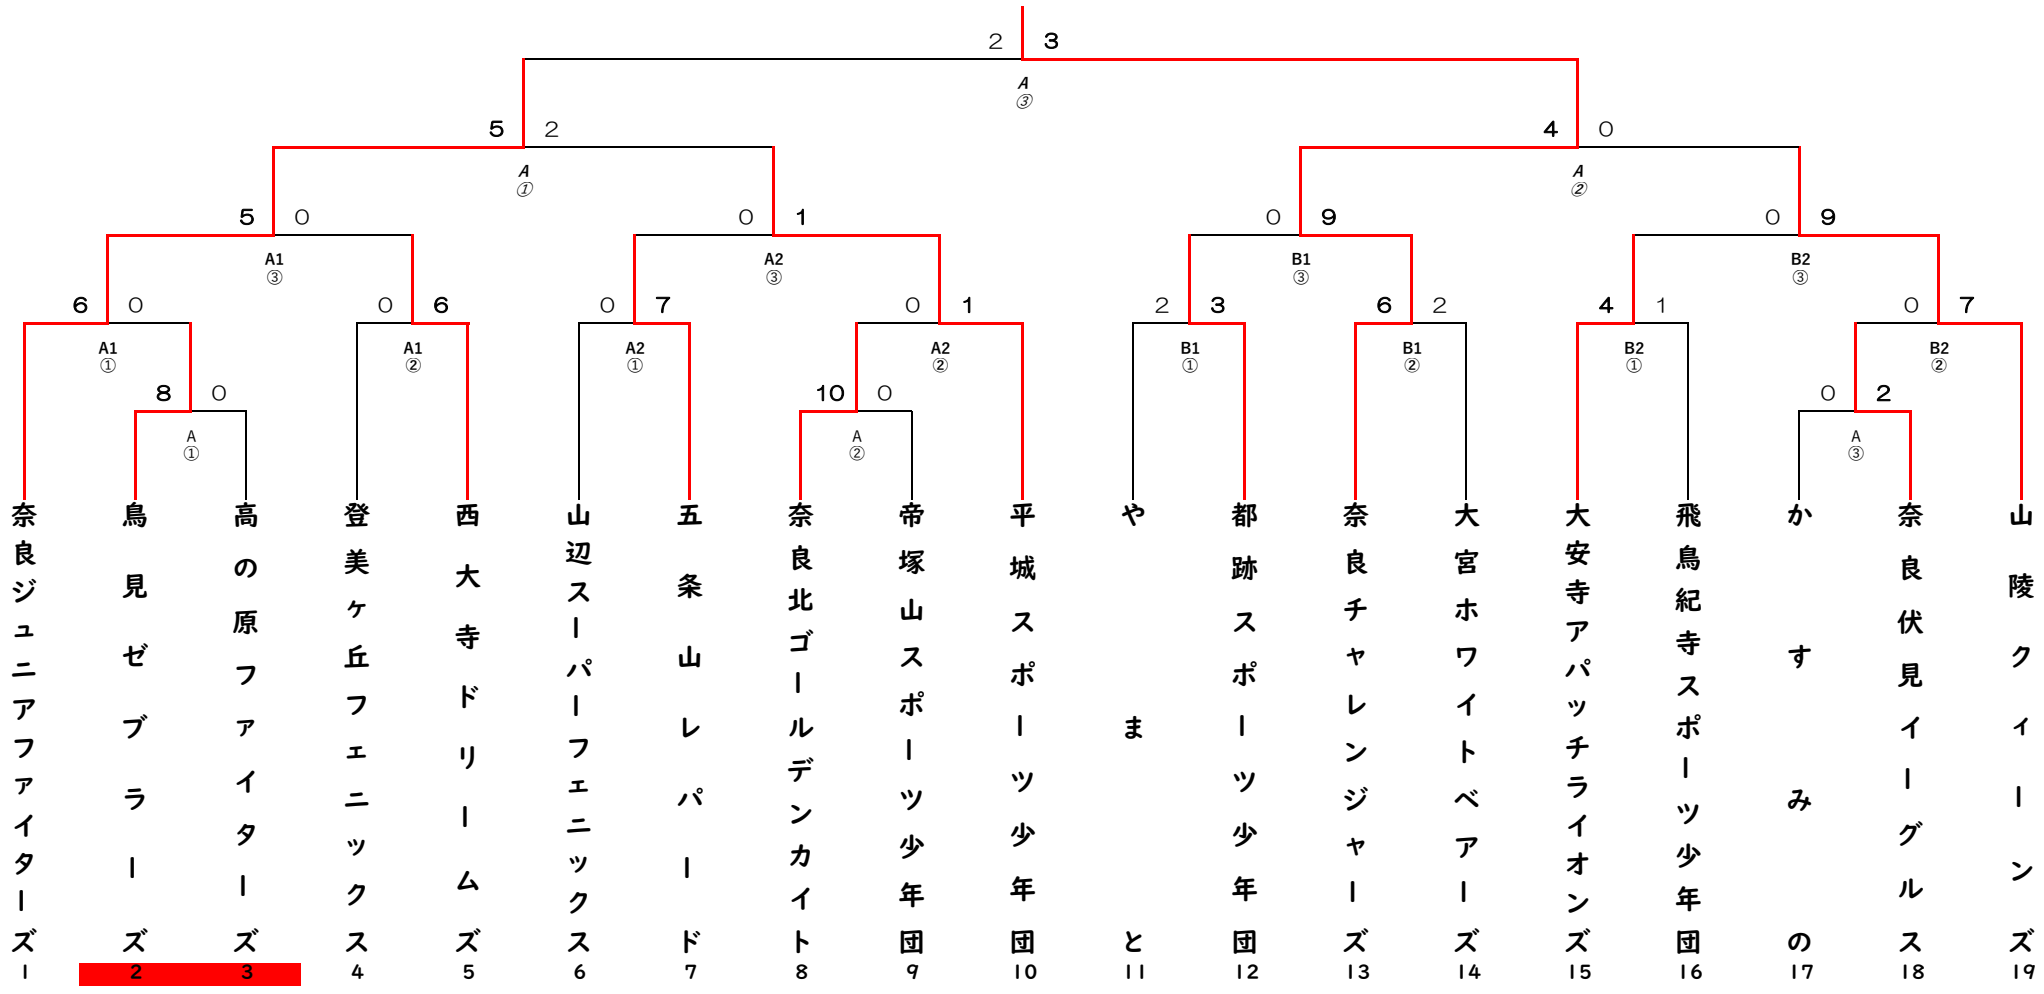 2 3
A
③
5 2 4 0
A A
① ②
5 0 0 1 0 9 0 9
A1 A2 B1 B2
③ ③ ③ ③
6 0 0 6 0 7 0 1 2 3 6 2 4 1 0 7
A1 A1 A2 A2 B1 B1 B2 B2
① ② ① ② ① ② ① ②
8 0 10 0 0 2
A A A
① ② ③
奈良ジュニアファイターズ
鳥見ゼブラーズ
高の原ファイターズ
登美ヶ丘フェニックス
西大寺ドリームズ
山辺スーパーフェニックス
五条山レパード
奈良北ゴールデンカイト
帝塚山スポーツ少年団
平城スポーツ少年団
やまと
都跡スポーツ少年団
奈良チャレンジャーズ
大宮ホワイトベアーズ
大安寺アパッチライオンズ
飛鳥紀寺スポーツ少年団
かすみの
奈良伏見イーグルス
山陵クィーンズ
1 2 3 4 5 6 7 8 9 10 11 12 13 14 15 16 17 18 19